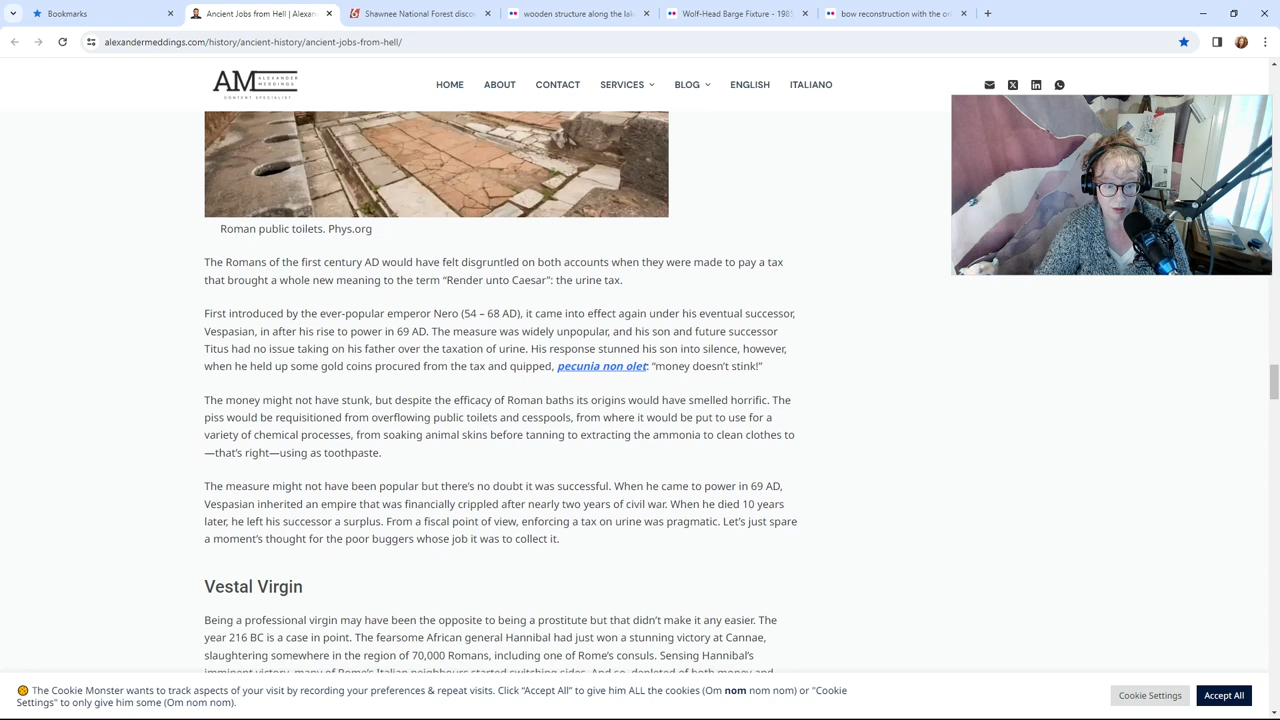 Bookmarks
Ancient Jobs from Hell | Alexan
Shawnee National Forest disco
wooden structure along the lak
Wolf-Head Barge Fixture - 198
bow reconstruction with the or
alexandermeddings.com/history/ancient-history/ancient-jobs-from-hell/
AM ALEXANDER MEDDINGS
CONTENT SPECIALIST
HOME ABOUT CONTACT SERVICES BLOG ENGLISH ITALIANO
Roman public toilets. Phys.org
The Romans of the first century AD would have felt disgruntled on both accounts when they were made to pay a tax
that brought a whole new meaning to the term “Render unto Caesar”: the urine tax.
First introduced by the ever-popular emperor Nero (54 – 68 AD), it came into effect again under his eventual successor,
Vespasian, in after his rise to power in 69 AD. The measure was widely unpopular, and his son and future successor
Titus had no issue taking on his father over the taxation of urine. His response stunned his son into silence, however,
when he held up some gold coins procured from the tax and quipped, pecunia non olet: “money doesn’t stink!”
The money might not have stunk, but despite the efficacy of Roman baths its origins would have smelled horrific. The
piss would be requisitioned from overflowing public toilets and cesspools, from where it would be put to use for a
variety of chemical processes, from soaking animal skins before tanning to extracting the ammonia to clean clothes to
—that’s right—using as toothpaste.
The measure might not have been popular but there’s no doubt it was successful. When he came to power in 69 AD,
Vespasian inherited an empire that was financially crippled after nearly two years of civil war. When he died 10 years
later, he left his successor a surplus. From a fiscal point of view, enforcing a tax on urine was pragmatic. Let’s just spare
a moment’s thought for the poor buggers whose job it was to collect it.
Vestal Virgin
Being a professional virgin may have been the opposite to being a prostitute but that didn’t make it any easier. The
year 216 BC is a case in point. The fearsome African general Hannibal had just won a stunning victory at Cannae,
slaughtering somewhere in the region of 70,000 Romans, including one of Rome’s consuls. Sensing Hannibal’s
imminent victory, many of Rome’s Italian neighbours started switching sides. And so, depleted of both money and
The Cookie Monster wants to track aspects of your visit by recording your preferences & repeat visits. Click “Accept All” to give him ALL the cookies (Om nom nom nom) or "Cookie
Settings" to only give him some (Om nom nom).
Cookie Settings
Accept All